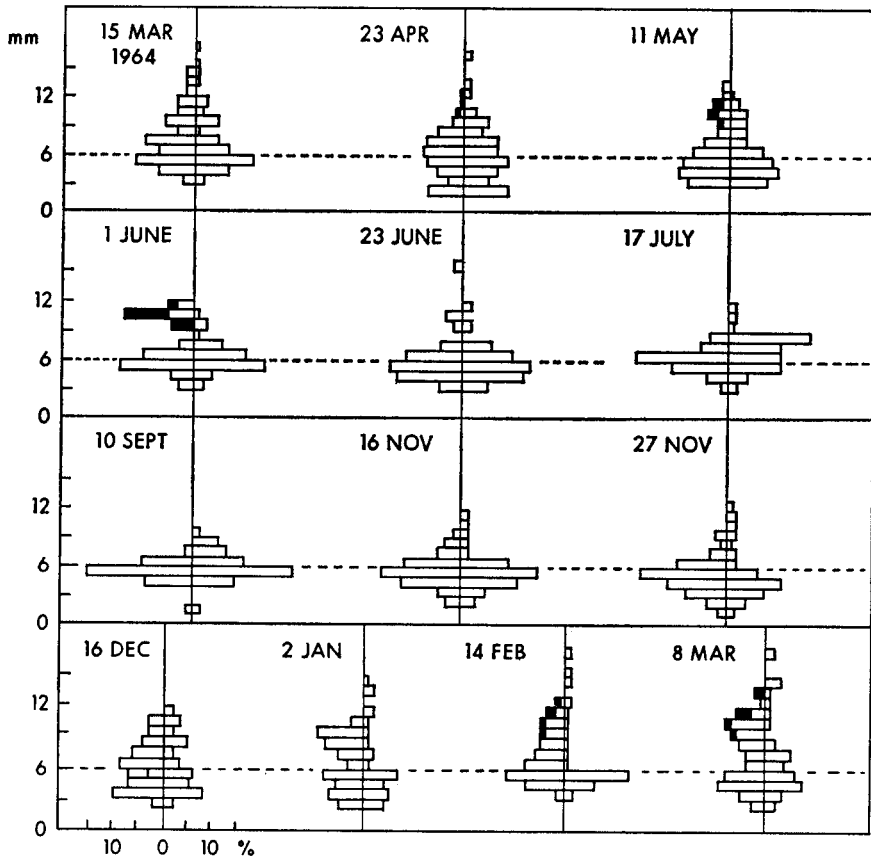 mm
15 MAR
1964
23 APR
11 MAY
12
6
0
1 JUNE
23 JUNE
17 JULY
12
6
0
10 SEPT
16 NOV
27 NOV
12
6
0
16 DEC
2 JAN
14 FEB
8 MAR
12
6
0
10 0 10 %